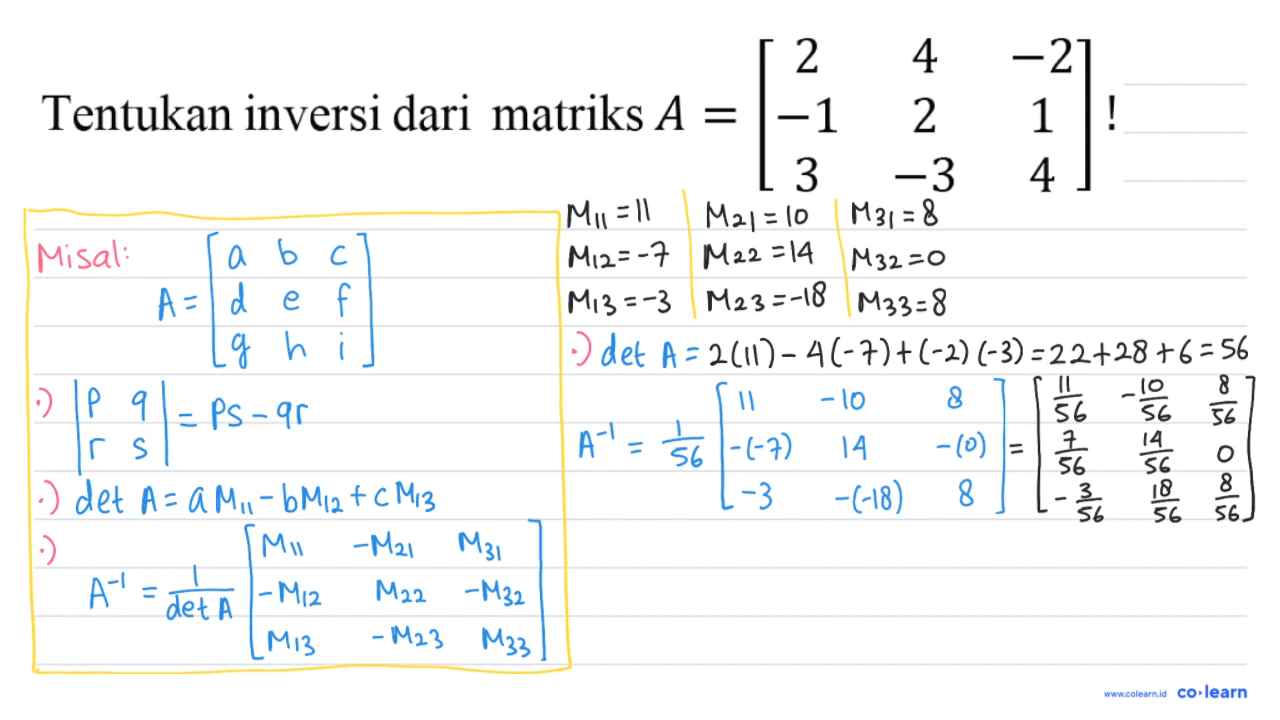 Tentukan inversi dari matriks A = [ 2 4 −2
−1 2 1
3 −3 4 ] !
Misal:
A = [ a b c
d e f
g h i ]
·) | p q
r s | = ps − qr
·) det A = a M11 − b M12 + c M13
·)
A⁻¹ = 1/det A [ M11 −M21 M31
−M12 M22 −M32
M13 −M23 M33 ]
M11 = 11 M21 = 10 M31 = 8
M12 = −7 M22 = 14 M32 = 0
M13 = −3 M23 = −18 M33 = 8
·) det A = 2(11) − 4(−7) + (−2)(−3) = 22 + 28 + 6 = 56
A⁻¹ = 1/56 [ 11 −10 8
−(−7) 14 −(0)
−3 −(−18) 8 ] = [ 11/56 −10/56 8/56
7/56 14/56 0
−3/56 18/56 8/56 ]
www.colearn.id co·learn